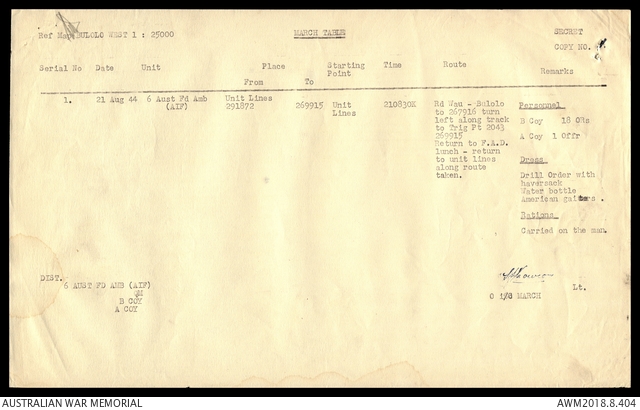 Ref Map BULOLO WEST 1 : 25000
MARCH TABLE
SECRET
COPY NO.
Serial No Date Unit Place Starting Time Route Remarks
From To Point
1. 21 Aug 44 6 Aust Fd Amb Unit Lines 269915 Unit 210830K
(AIF) 291872 Lines
Rd Wau - Bulolo
to 267916 turn
left along track
to Trig Pt 2043
269915
Return to F.A.D.
lunch - return
to unit lines
along route
taken.
Personnel
B Coy 18 ORs
A Coy 1 Offr
Dress
Drill Order with
haversack
Water bottle
American gaiters .
Rations
Carried on the man.
DIST.
6 AUST FD AMB (AIF)
B COY
A COY
Lt.
O i/C MARCH
AUSTRALIAN WAR MEMORIAL
AWM2018.8.404